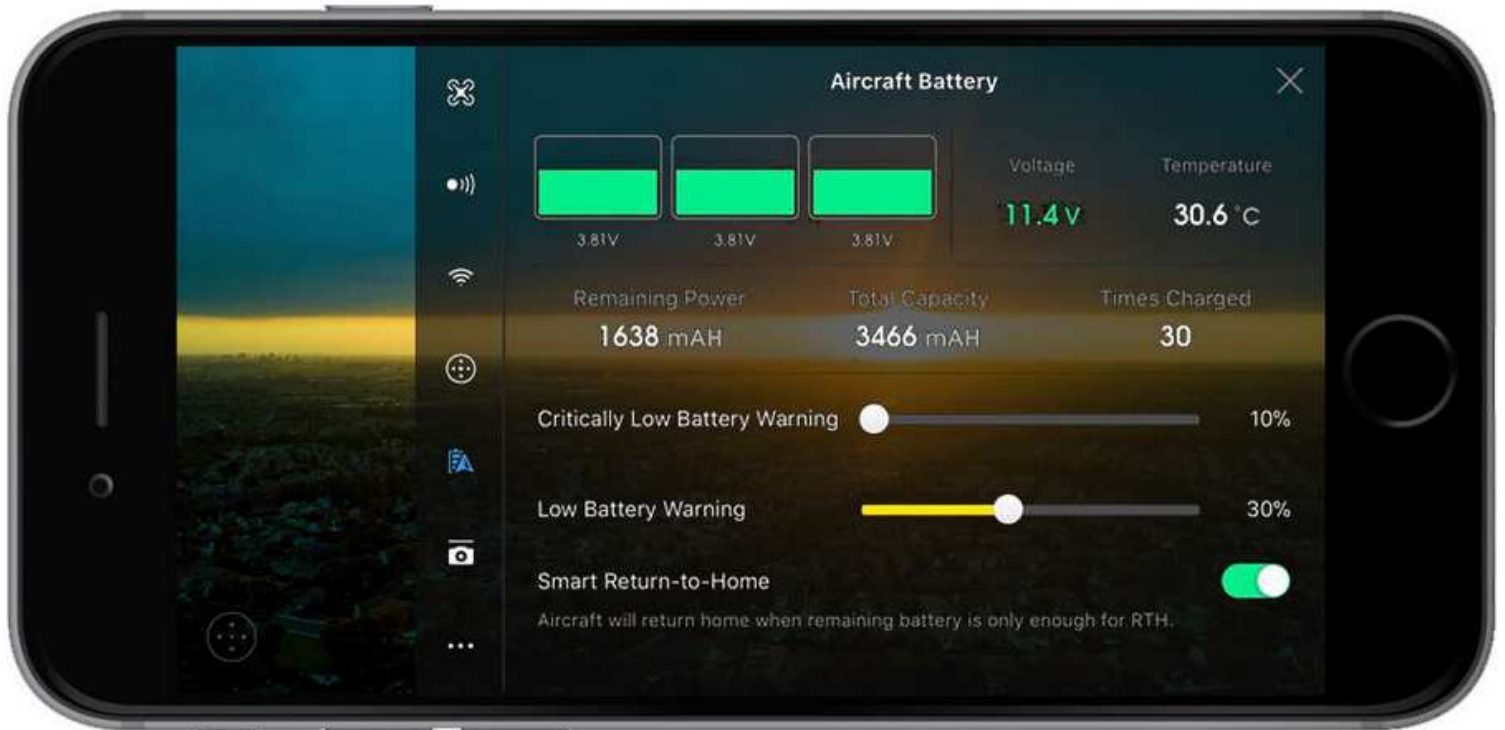 Aircraft Battery
Voltage Temperature
11.4 V 30.6 °C
3.81V 3.81V 3.81V
Remaining Power Total Capacity Times Charged
1638 mAH 3466 mAH 30
Critically Low Battery Warning 10%
Low Battery Warning 30%
Smart Return-to-Home
Aircraft will return home when remaining battery is only enough for RTH.